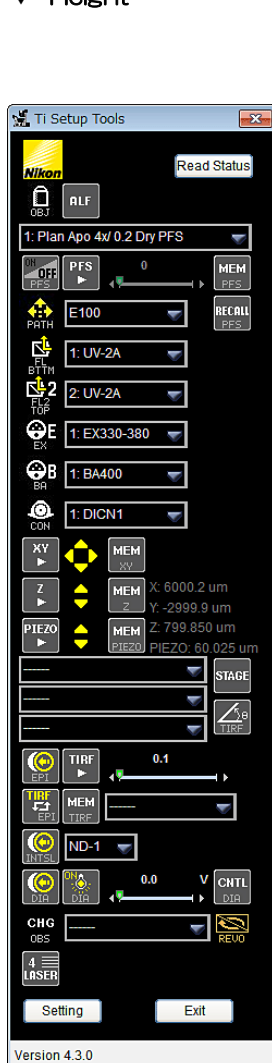 Height
Ti Setup Tools
Nikon
Read Status
OBJ
ALF
1: Plan Apo 4x/ 0.2 Dry PFS
ON OFF PFS
PFS
0
MEM PFS
PATH
E100
RECALL PFS
FL BTTM
1: UV-2A
2
FL2 TOP
2: UV-2A
E
EX
1: EX330-380
B
BA
1: BA400
CON
1: DICN1
XY
MEM XY
Z
MEM Z
X: 6000.2 um
Y: -2999.9 um
PIEZO
MEM PIEZO
Z: 799.850 um
PIEZO: 60.025 um
------
STAGE
------
------
θ
TIRF
EPI
TIRF
0.1
TIRF EPI
MEM TIRF
------
INTSL
ND-1
DIA
ON DIA
0.0
V
CNTL DIA
CHG OBS
------
REVO
4 LASER
Setting
Exit
Version 4.3.0